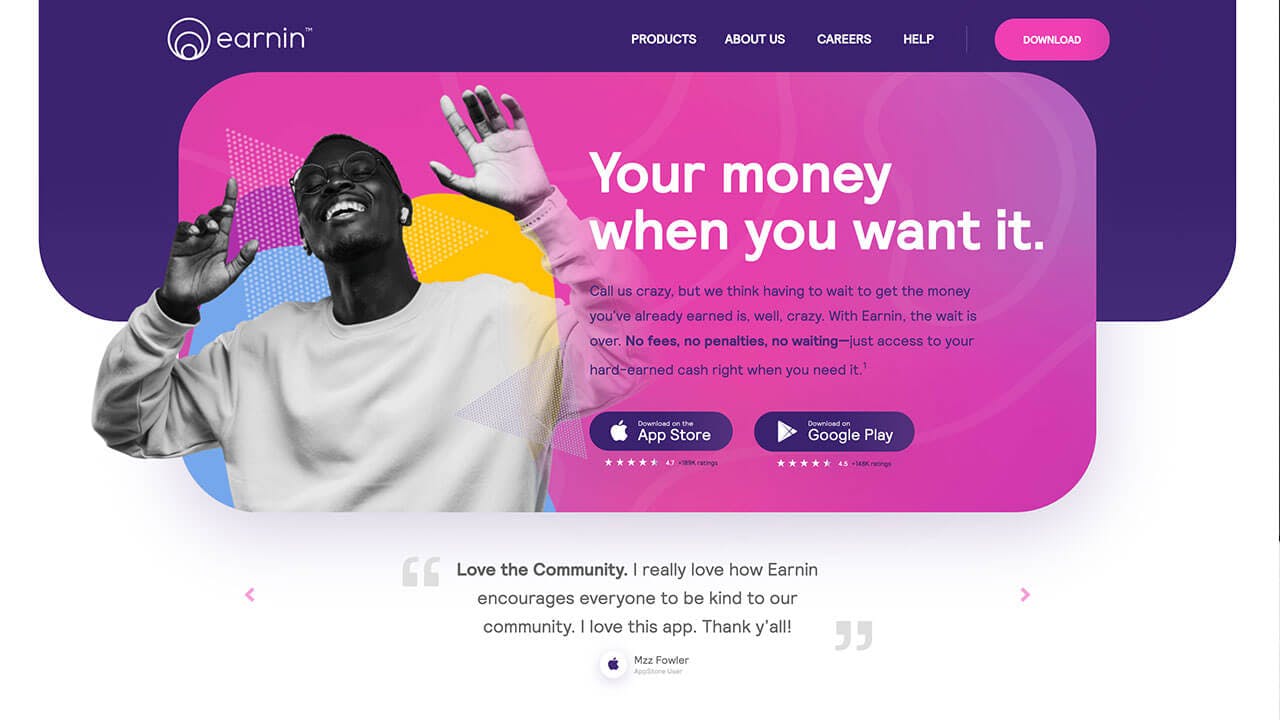 earnin™
PRODUCTS ABOUT US CAREERS HELP DOWNLOAD
Your money
when you want it.
Call us crazy, but we think having to wait to get the money
you've already earned is, well, crazy. With Earnin, the wait is
over. No fees, no penalties, no waiting—just access to your
hard-earned cash right when you need it.¹
Download on the
App Store
4.7 +189K ratings
Download on
Google Play
4.5 +148K ratings
“ Love the Community. I really love how Earnin
encourages everyone to be kind to our
community. I love this app. Thank y'all! ”
Mzz Fowler
AppStore User